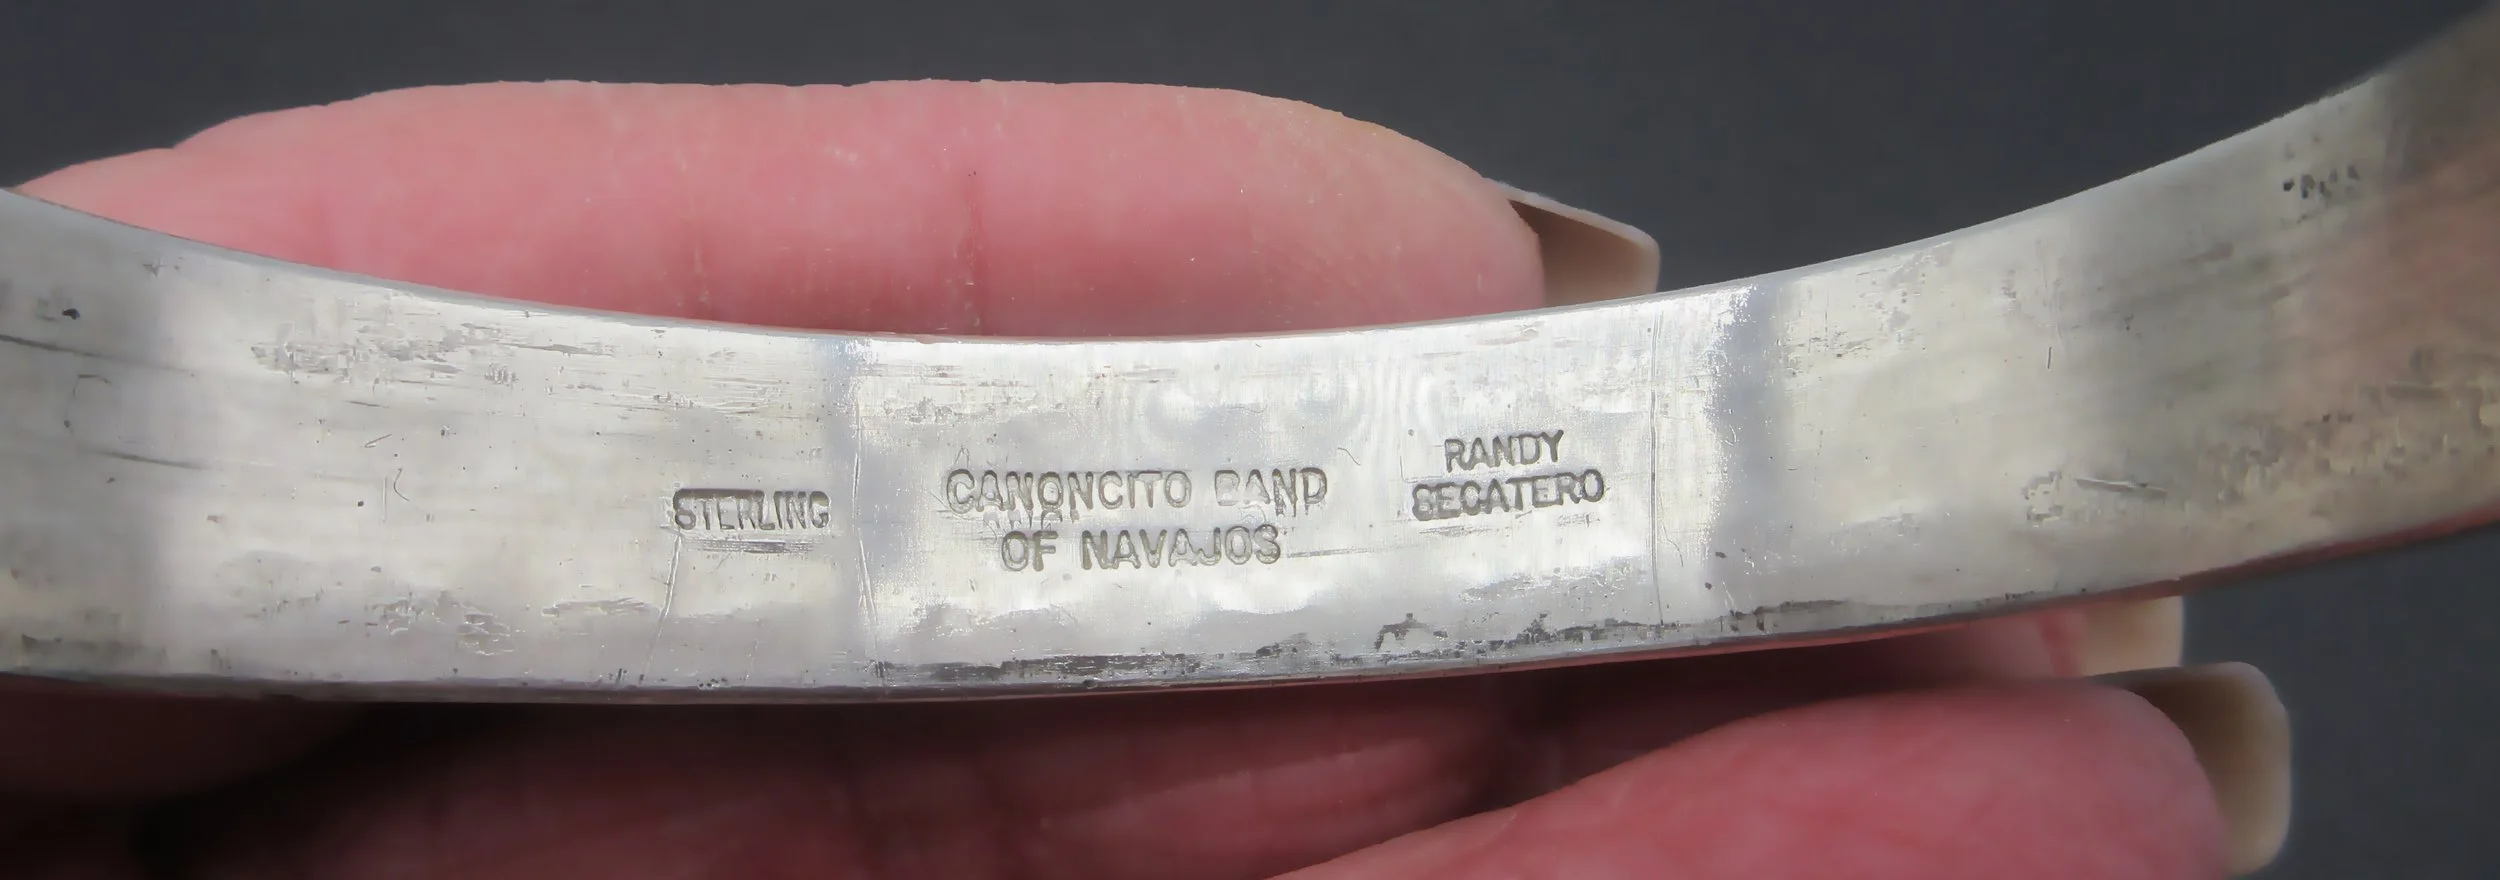 STERLING
CANONCITO BAND
OF NAVAJOS
RANDY
SECATERO